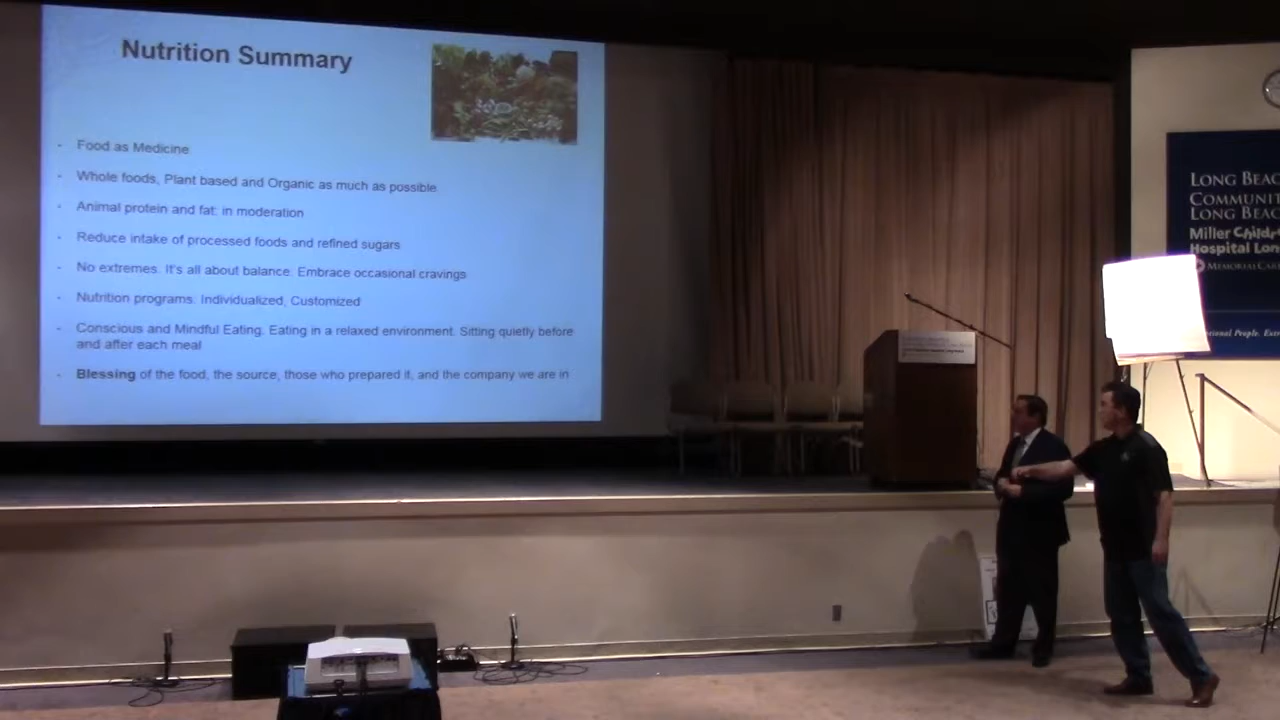 Nutrition Summary
Food as Medicine
Whole foods, Plant based and Organic as much as possible
Animal protein and fat: in moderation
Reduce intake of processed foods and refined sugars
No extremes. It's all about balance. Embrace occasional cravings
Nutrition programs. Individualized, Customized
Conscious and Mindful Eating. Eating in a relaxed environment. Sitting quietly before
and after each meal
Blessing of the food, the source, those who prepared it, and the company we are in
LONG BEAC
COMMUNIT
LONG BEAC
Miller Childr
Hospital Lon
MEMORIALCAR
tional People. Ext